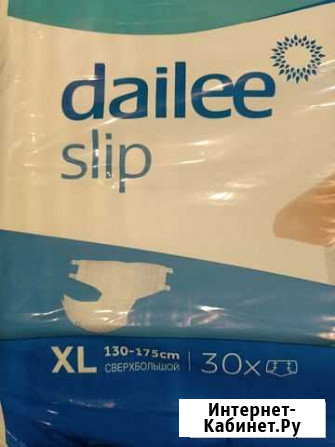 dailee
slip
XL 130-175cm
СВЕРХБОЛЬШОЙ
30x
Интернет-
Кабинет.Ру